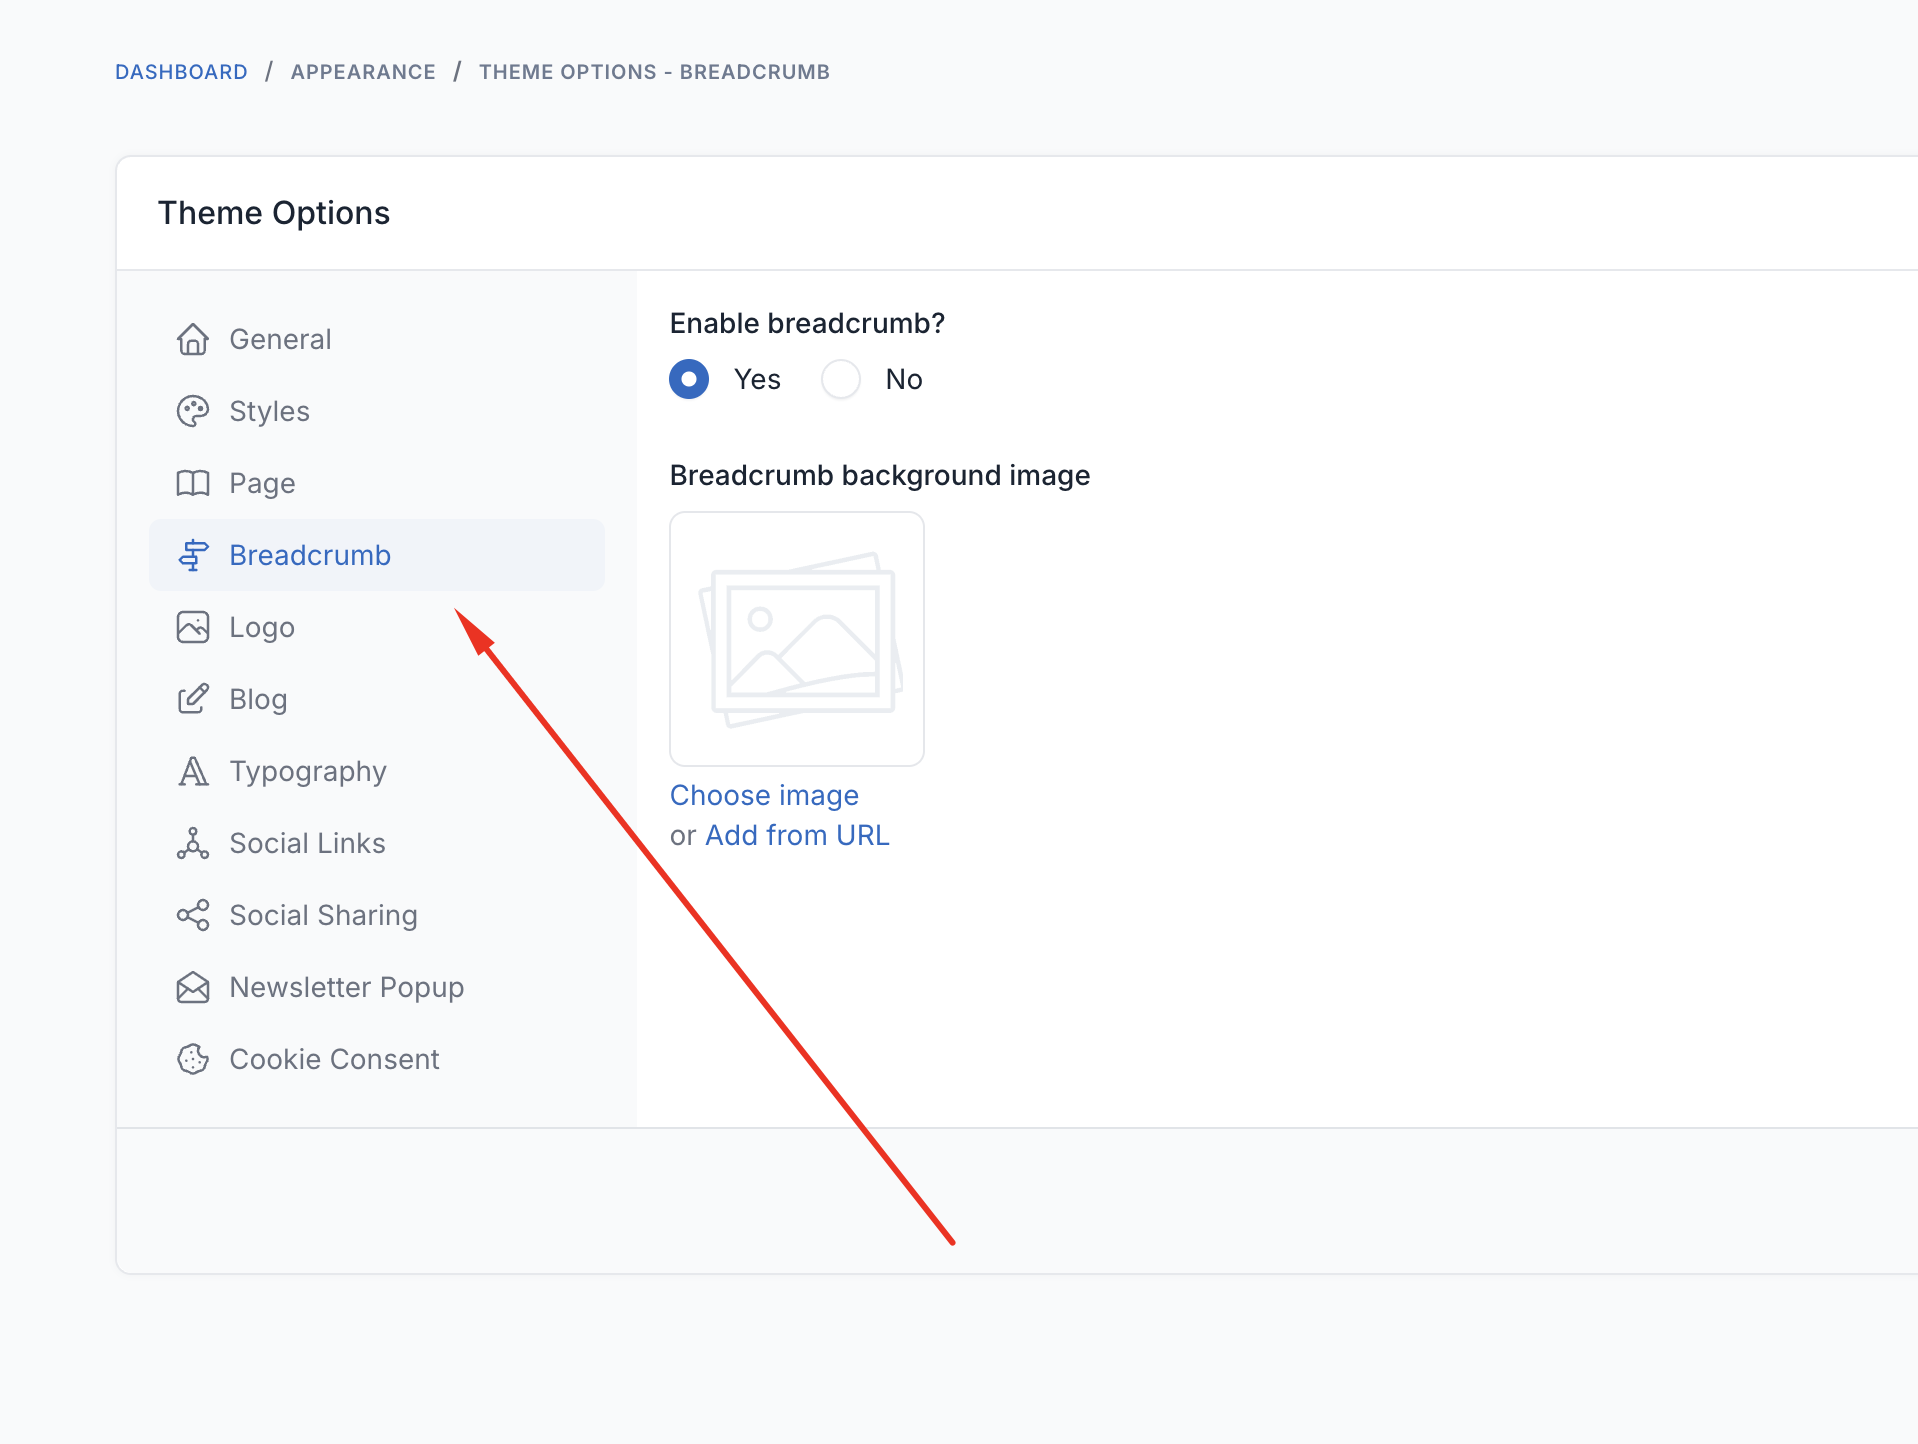 DASHBOARD / APPEARANCE / THEME OPTIONS - BREADCRUMB
Theme Options
General
Styles
Page
Breadcrumb
Logo
Blog
Typography
Social Links
Social Sharing
Newsletter Popup
Cookie Consent
Enable breadcrumb?
Yes No
Breadcrumb background image
Choose image
or Add from URL